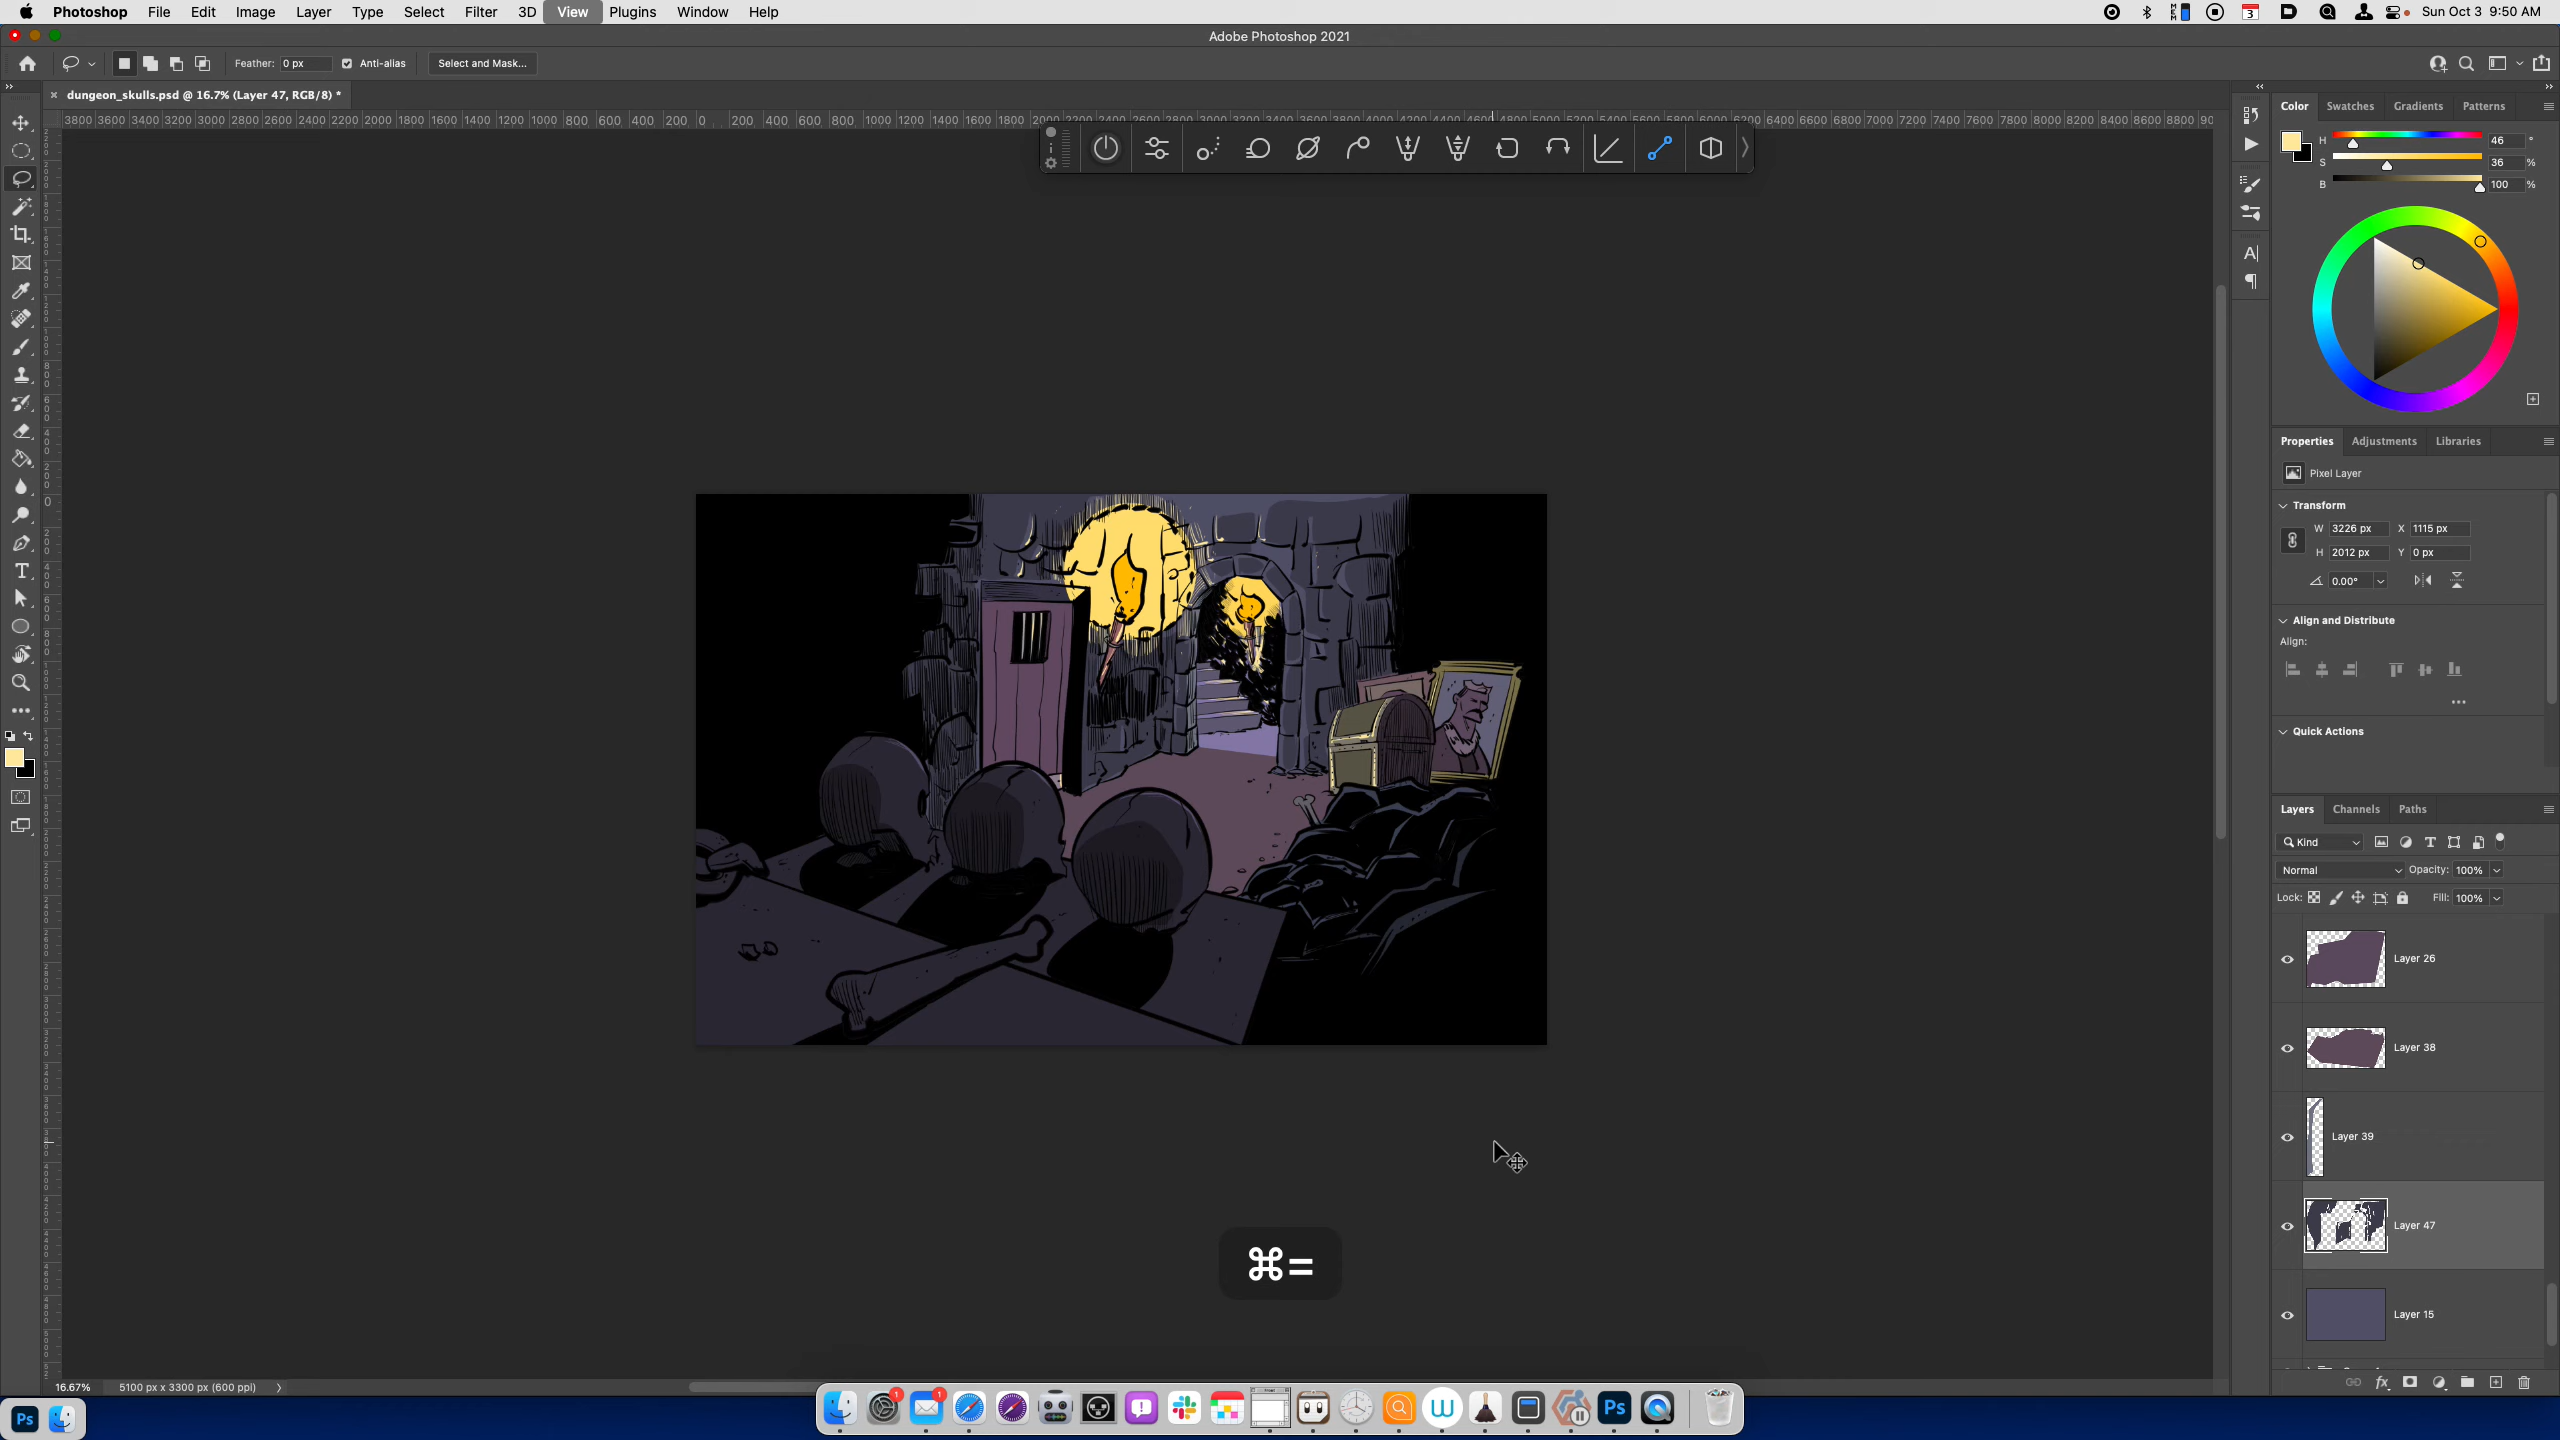 Photoshop File Edit Image Layer Type Select Filter 3D View Plugins Window Help
3 Sun Oct 3 9:50 AM
Adobe Photoshop 2021
Feather: 0 px Anti-alias Select and Mask...
dungeon_skulls.psd @ 16.7% (Layer 47, RGB/8) *
Color Swatches Gradients Patterns
H 46 °
S 36 %
B 100 %
Properties Adjustments Libraries
Pixel Layer
Transform
W 3226 px X 1115 px
H 2012 px Y 0 px
0.00°
Align and Distribute
Align:
Quick Actions
Layers Channels Paths
Kind
Normal Opacity: 100%
Lock: Fill: 100%
Layer 26
Layer 38
Layer 39
Layer 47
Layer 15
⌘=
16.67% 5100 px x 3300 px (600 ppi)
Ps